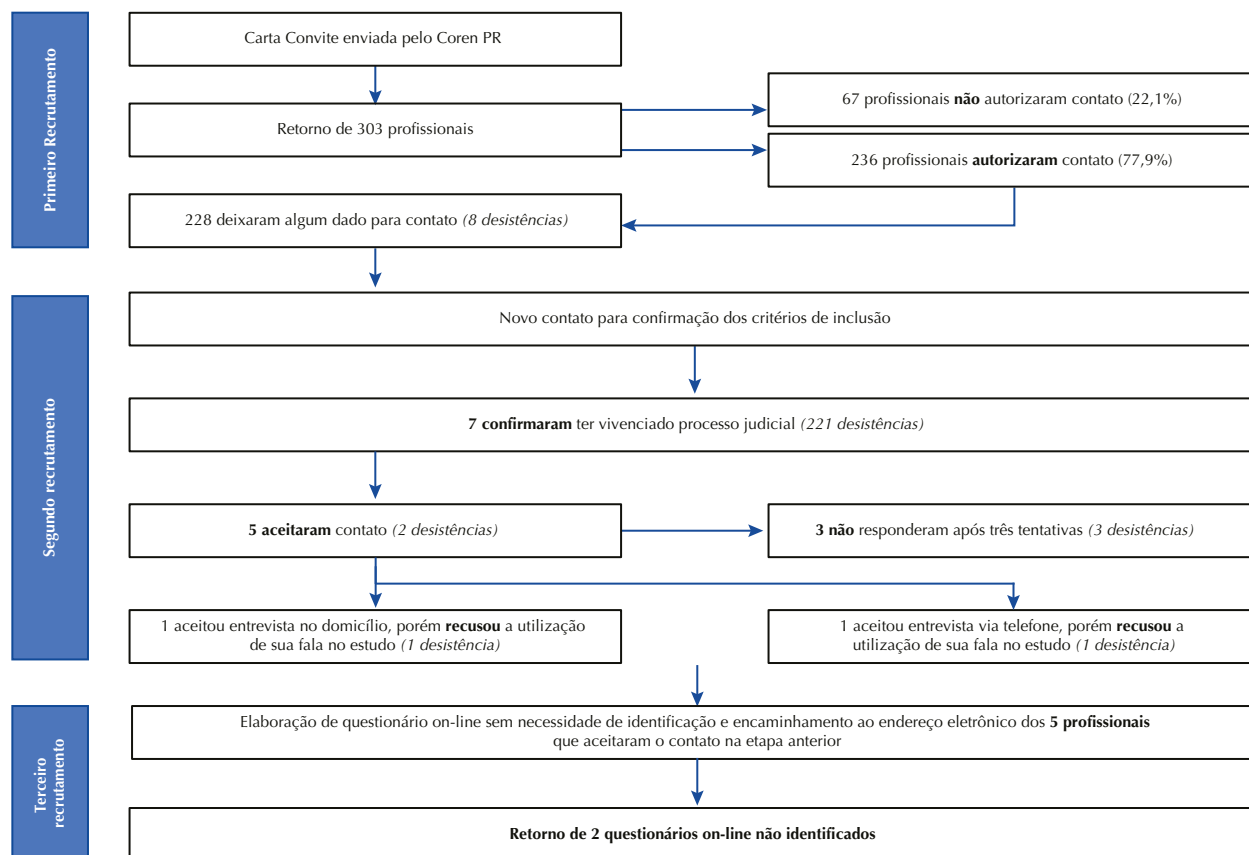 Primeiro Recrutamento
Carta Convite enviada pelo Coren PR
Retorno de 303 profissionais
67 profissionais não autorizaram contato (22,1%)
236 profissionais autorizaram contato (77,9%)
228 deixaram algum dado para contato (8 desistências)
Segundo recrutamento
Novo contato para confirmação dos critérios de inclusão
7 confirmaram ter vivenciado processo judicial (221 desistências)
5 aceitaram contato (2 desistências)
3 não responderam após três tentativas (3 desistências)
1 aceitou entrevista no domicílio, porém recusou a utilização
de sua fala no estudo (1 desistência)
1 aceitou entrevista via telefone, porém recusou a
utilização de sua fala no estudo (1 desistência)
Terceiro
recrutamento
Elaboração de questionário on-line sem necessidade de identificação e encaminhamento ao endereço eletrônico dos 5 profissionais
que aceitaram o contato na etapa anterior
Retorno de 2 questionários on-line não identificados